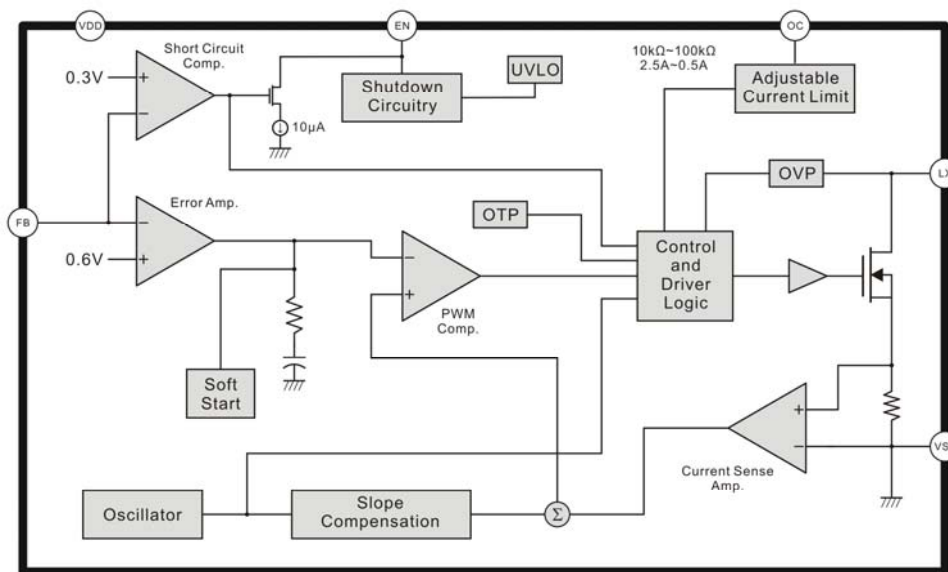 VDD
EN
OC
Short Circuit
Comp.
0.3V
10µA
Shutdown
Circuitry
UVLO
10kΩ~100kΩ
2.5A~0.5A
Adjustable
Current Limit
OVP
LX
FB
Error Amp.
0.6V
OTP
Control
and
Driver
Logic
PWM
Comp.
Soft
Start
Current Sense
Amp.
VS
Oscillator
Slope
Compensation
Σ